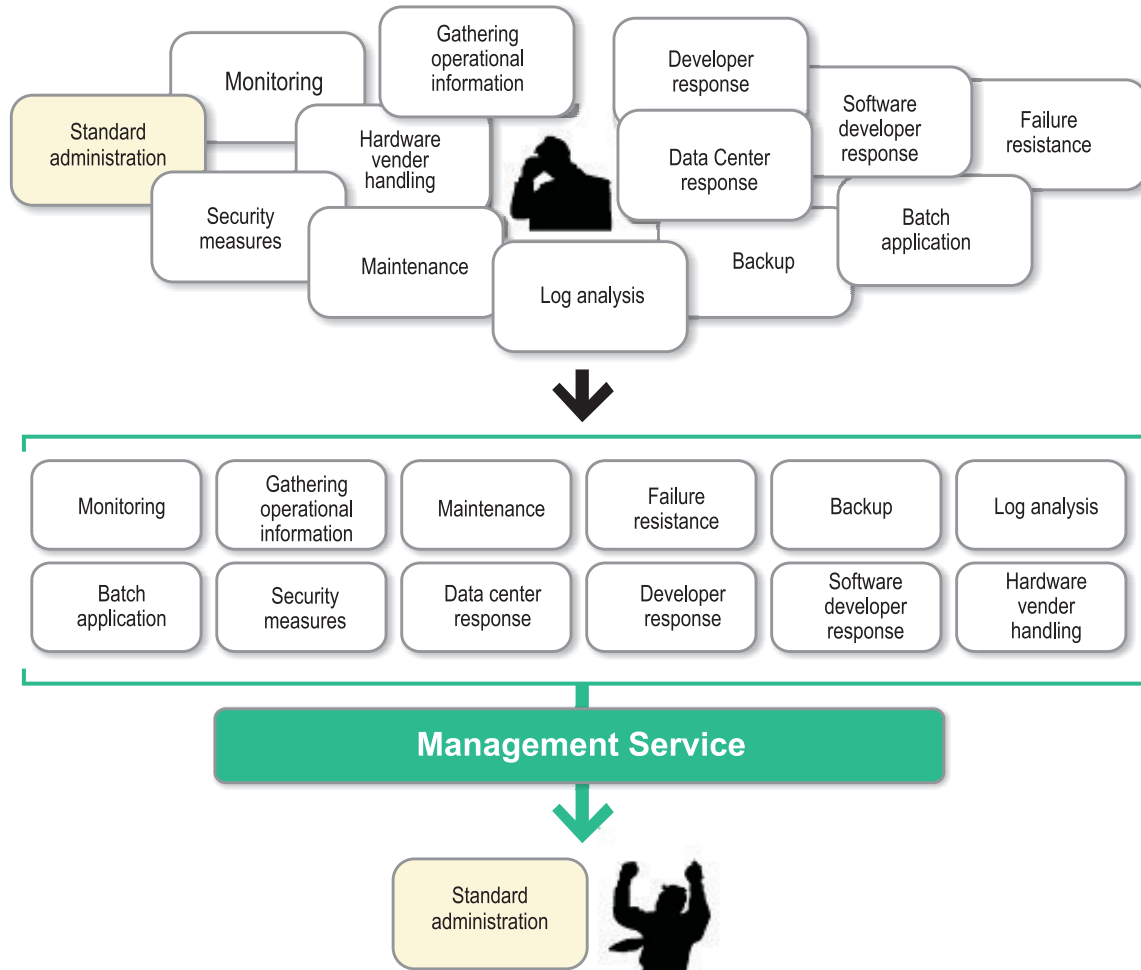 Gathering
operational
information
Developer
response
Monitoring
Software
developer
response
Failure
resistance
Standard
administration
Hardware
vender
handling
Data Center
response
Security
measures
Batch
application
Maintenance
Backup
Log analysis
Monitoring
Gathering
operational
information
Maintenance
Failure
resistance
Backup
Log analysis
Batch
application
Security
measures
Data center
response
Developer
response
Software
developer
response
Hardware
vender
handling
Management Service
Standard
administration